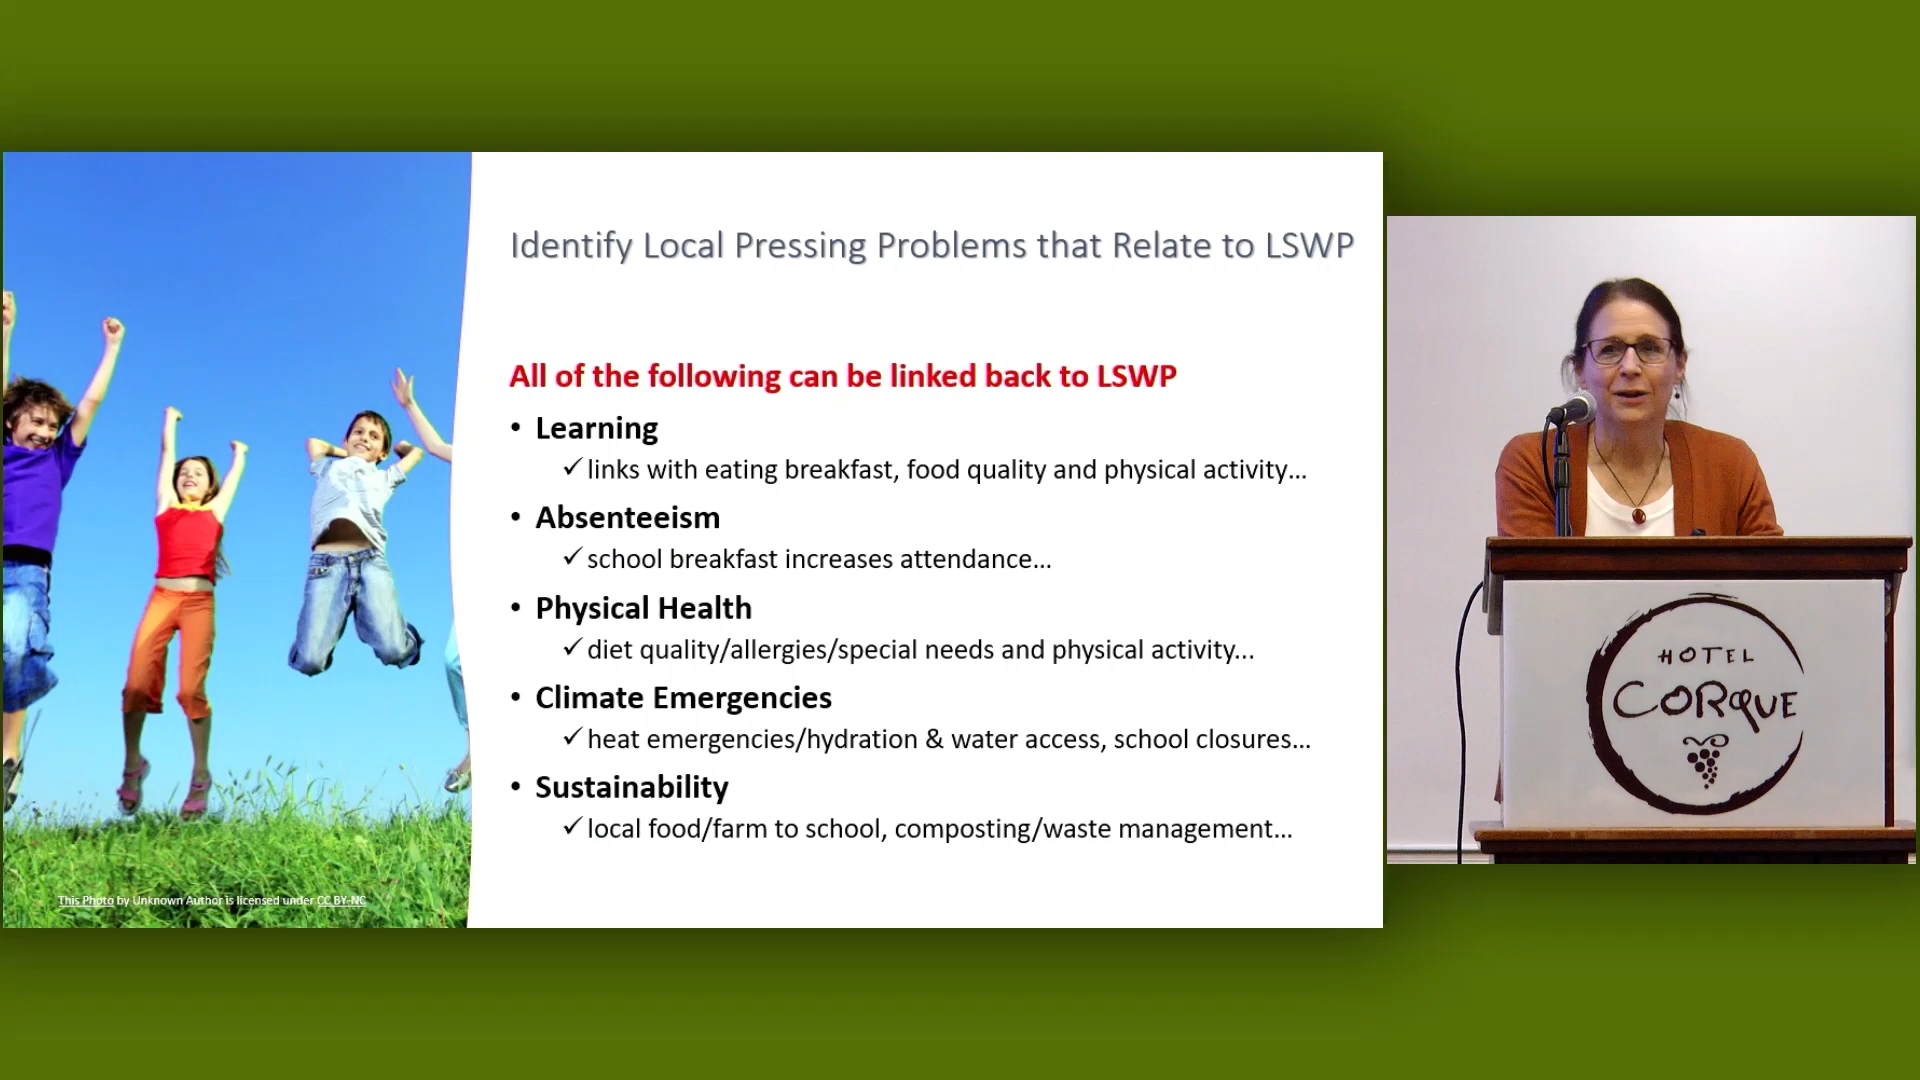 Identify Local Pressing Problems that Relate to LSWP
All of the following can be linked back to LSWP
• Learning
✓ links with eating breakfast, food quality and physical activity...
• Absenteeism
✓ school breakfast increases attendance...
• Physical Health
✓ diet quality/allergies/special needs and physical activity...
• Climate Emergencies
✓ heat emergencies/hydration & water access, school closures...
• Sustainability
✓ local food/farm to school, composting/waste management...
This Photo by Unknown Author is licensed under CC BY-NC
HOTEL
CORQUE